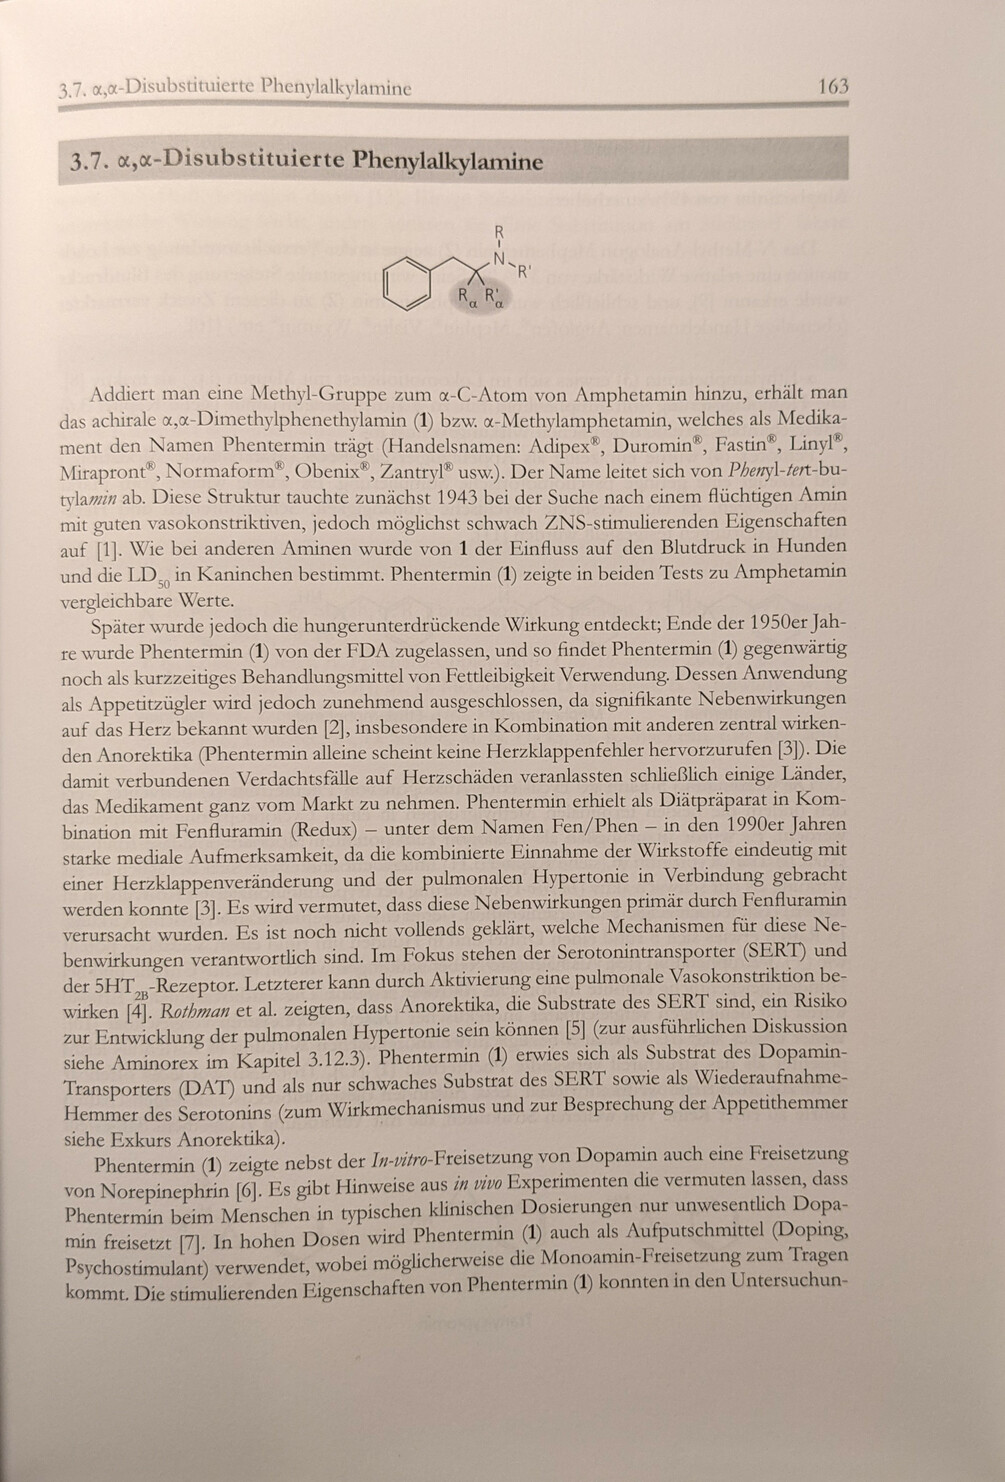 3.7. α,α-Disubstituierte Phenylalkylamine 163
3.7. α,α-Disubstituierte Phenylalkylamine
R
N
R'
Rα R'α
Addiert man eine Methyl-Gruppe zum α-C-Atom von Amphetamin hinzu, erhält man
das achirale α,α-Dimethylphenethylamin (1) bzw. α-Methylamphetamin, welches als Medika-
ment den Namen Phentermin trägt (Handelsnamen: Adipex®, Duromin®, Fastin®, Linyl®,
Mirapront®, Normaform®, Obenix®, Zantryl® usw.). Der Name leitet sich von Phenyl-tert-bu-
tylamin ab. Diese Struktur tauchte zunächst 1943 bei der Suche nach einem flüchtigen Amin
mit guten vasokonstriktiven, jedoch möglichst schwach ZNS-stimulierenden Eigenschaften
auf [1]. Wie bei anderen Aminen wurde von 1 der Einfluss auf den Blutdruck in Hunden
und die LD50 in Kaninchen bestimmt. Phentermin (1) zeigte in beiden Tests zu Amphetamin
vergleichbare Werte.
Später wurde jedoch die hungerunterdrückende Wirkung entdeckt; Ende der 1950er Jah-
re wurde Phentermin (1) von der FDA zugelassen, und so findet Phentermin (1) gegenwärtig
noch als kurzzeitiges Behandlungsmittel von Fettleibigkeit Verwendung. Dessen Anwendung
als Appetitzügler wird jedoch zunehmend ausgeschlossen, da signifikante Nebenwirkungen
auf das Herz bekannt wurden [2], insbesondere in Kombination mit anderen zentral wirken-
den Anorektika (Phentermin alleine scheint keine Herzklappenfehler hervorzurufen [3]). Die
damit verbundenen Verdachtsfälle auf Herzschäden veranlassten schließlich einige Länder,
das Medikament ganz vom Markt zu nehmen. Phentermin erhielt als Diätpräparat in Kom-
bination mit Fenfluramin (Redux) – unter dem Namen Fen/Phen – in den 1990er Jahren
starke mediale Aufmerksamkeit, da die kombinierte Einnahme der Wirkstoffe eindeutig mit
einer Herzklappenveränderung und der pulmonalen Hypertonie in Verbindung gebracht
werden konnte [3]. Es wird vermutet, dass diese Nebenwirkungen primär durch Fenfluramin
verursacht wurden. Es ist noch nicht vollends geklärt, welche Mechanismen für diese Ne-
benwirkungen verantwortlich sind. Im Fokus stehen der Serotonintransporter (SERT) und
der 5HT2B-Rezeptor. Letzterer kann durch Aktivierung eine pulmonale Vasokonstriktion be-
wirken [4]. Rothman et al. zeigten, dass Anorektika, die Substrate des SERT sind, ein Risiko
zur Entwicklung der pulmonalen Hypertonie sein können [5] (zur ausführlichen Diskussion
siehe Aminorex im Kapitel 3.12.3). Phentermin (1) erwies sich als Substrat des Dopamin-
Transporters (DAT) und als nur schwaches Substrat des SERT sowie als Wiederaufnahme-
Hemmer des Serotonins (zum Wirkmechanismus und zur Besprechung der Appetithemmer
siehe Exkurs Anorektika).
Phentermin (1) zeigte nebst der In-vitro-Freisetzung von Dopamin auch eine Freisetzung
von Norepinephrin [6]. Es gibt Hinweise aus in vivo Experimenten die vermuten lassen, dass
Phentermin beim Menschen in typischen klinischen Dosierungen nur unwesentlich Dopa-
min freisetzt [7]. In hohen Dosen wird Phentermin (1) auch als Aufputschmittel (Doping,
Psychostimulant) verwendet, wobei möglicherweise die Monoamin-Freisetzung zum Tragen
kommt. Die stimulierenden Eigenschaften von Phentermin (1) konnten in den Untersuchun-